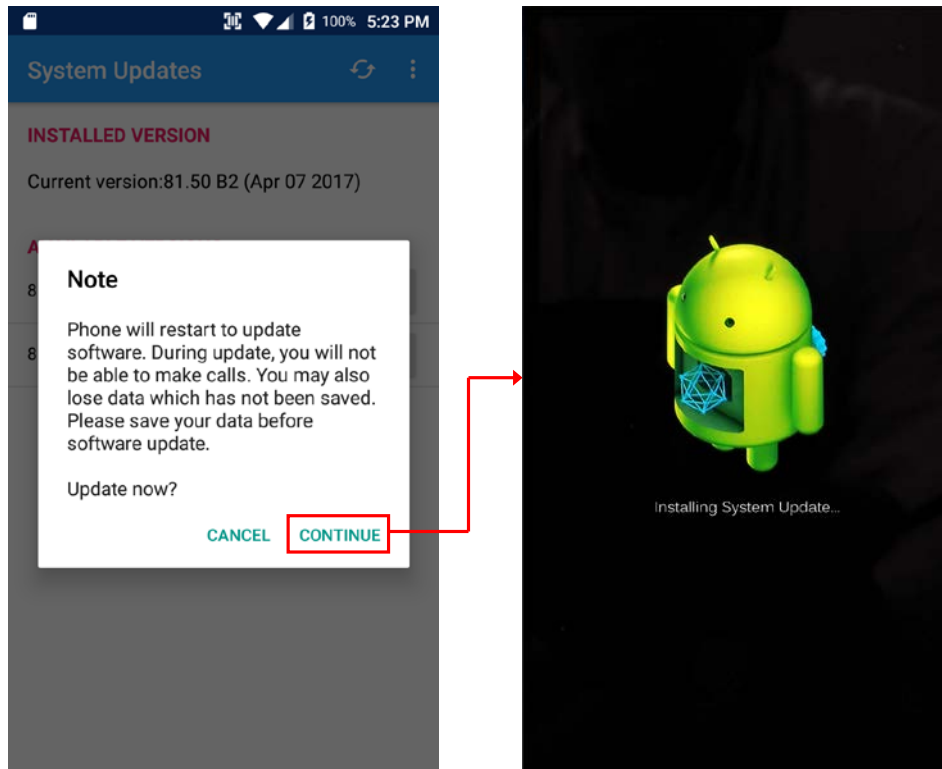 100% 5:23 PM
System Updates
INSTALLED VERSION
Current version:81.50 B2 (Apr 07 2017)
A
8
8
Note
Phone will restart to update
software. During update, you will not
be able to make calls. You may also
lose data which has not been saved.
Please save your data before
software update.
Update now?
CANCEL CONTINUE
Installing System Update...